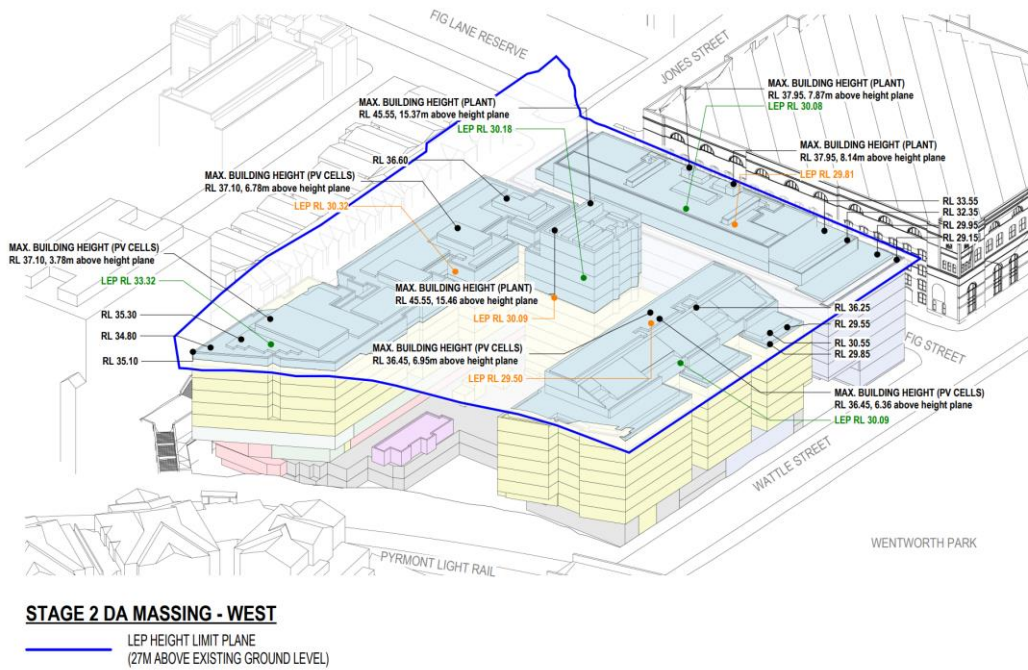 FIG LANE RESERVE
JONES STREET
MAX. BUILDING HEIGHT (PLANT)
RL 37.95, 7.87m above height plane
LEP RL 30.08
MAX. BUILDING HEIGHT (PLANT)
RL 45.55, 15.37m above height plane
LEP RL 30.18
MAX. BUILDING HEIGHT (PLANT)
RL 37.95, 8.14m above height plane
LEP RL 29.81
RL 36.60
MAX. BUILDING HEIGHT (PV CELLS)
RL 37.10, 6.78m above height plane
LEP RL 30.32
RL 33.55
RL 32.35
RL 29.95
RL 29.15
MAX. BUILDING HEIGHT (PV CELLS)
RL 37.10, 3.78m above height plane
LEP RL 33.32
MAX. BUILDING HEIGHT (PLANT)
RL 45.55, 15.46 above height plane
LEP RL 30.09
RL 35.30
RL 34.80
RL 35.10
RL 36.25
RL 29.55
RL 30.55
RL 29.85
FIG STREET
MAX. BUILDING HEIGHT (PV CELLS)
RL 36.45, 6.95m above height plane
LEP RL 29.50
MAX. BUILDING HEIGHT (PV CELLS)
RL 36.45, 6.36 above height plane
LEP RL 30.09
WATTLE STREET
WENTWORTH PARK
PYRMONT LIGHT RAIL
STAGE 2 DA MASSING - WEST
LEP HEIGHT LIMIT PLANE
(27M ABOVE EXISTING GROUND LEVEL)